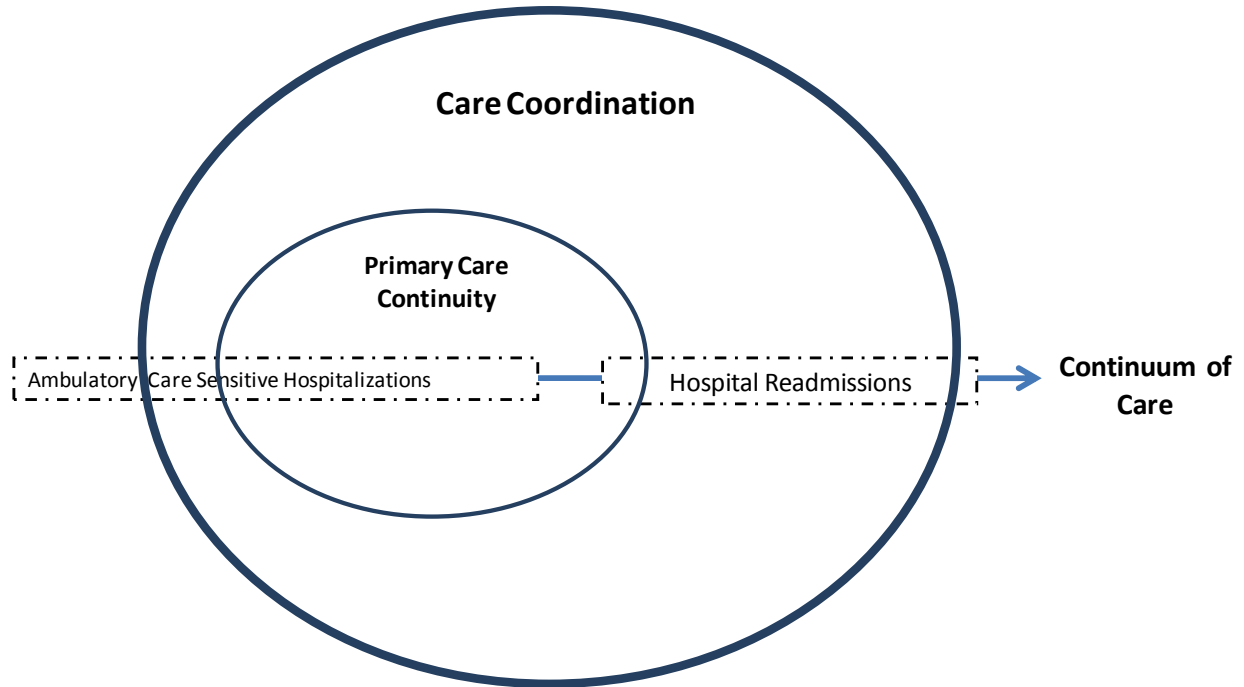 Care Coordination
Primary Care
Continuity
Ambulatory Care Sensitive Hospitalizations
Hospital Readmissions
Continuum of
Care